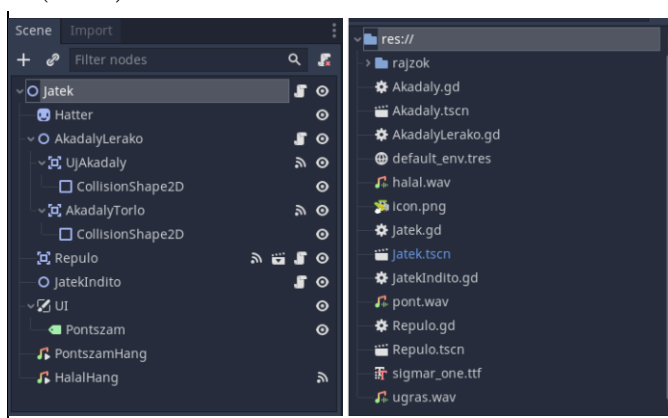 Scene Import
Filter nodes
Jatek
Hatter
AkadalyLerako
UjAkadaly
CollisionShape2D
AkadalyTorlo
CollisionShape2D
Repulo
JatekIndito
UI
Pontszam
PontszamHang
HalalHang
res://
rajzok
Akadaly.gd
Akadaly.tscn
AkadalyLerako.gd
default_env.tres
halal.wav
icon.png
Jatek.gd
Jatek.tscn
JatekIndito.gd
pont.wav
Repulo.gd
Repulo.tscn
sigmar_one.ttf
ugras.wav